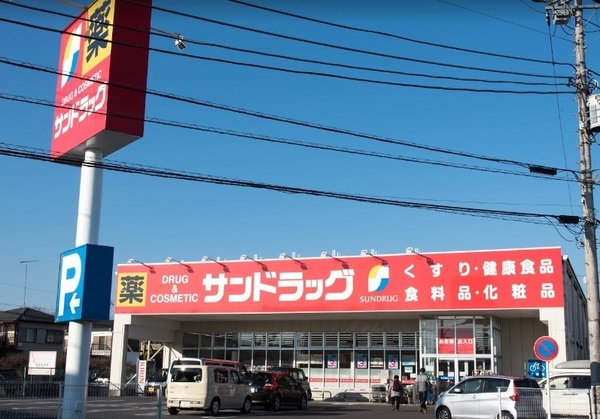 薬
DRUG & COSMETIC
サンドラッグ
P
薬
DRUG
&
COSMETIC
サンドラッグ
SUNDRUG
くすり・健康食品
食料品・化粧品